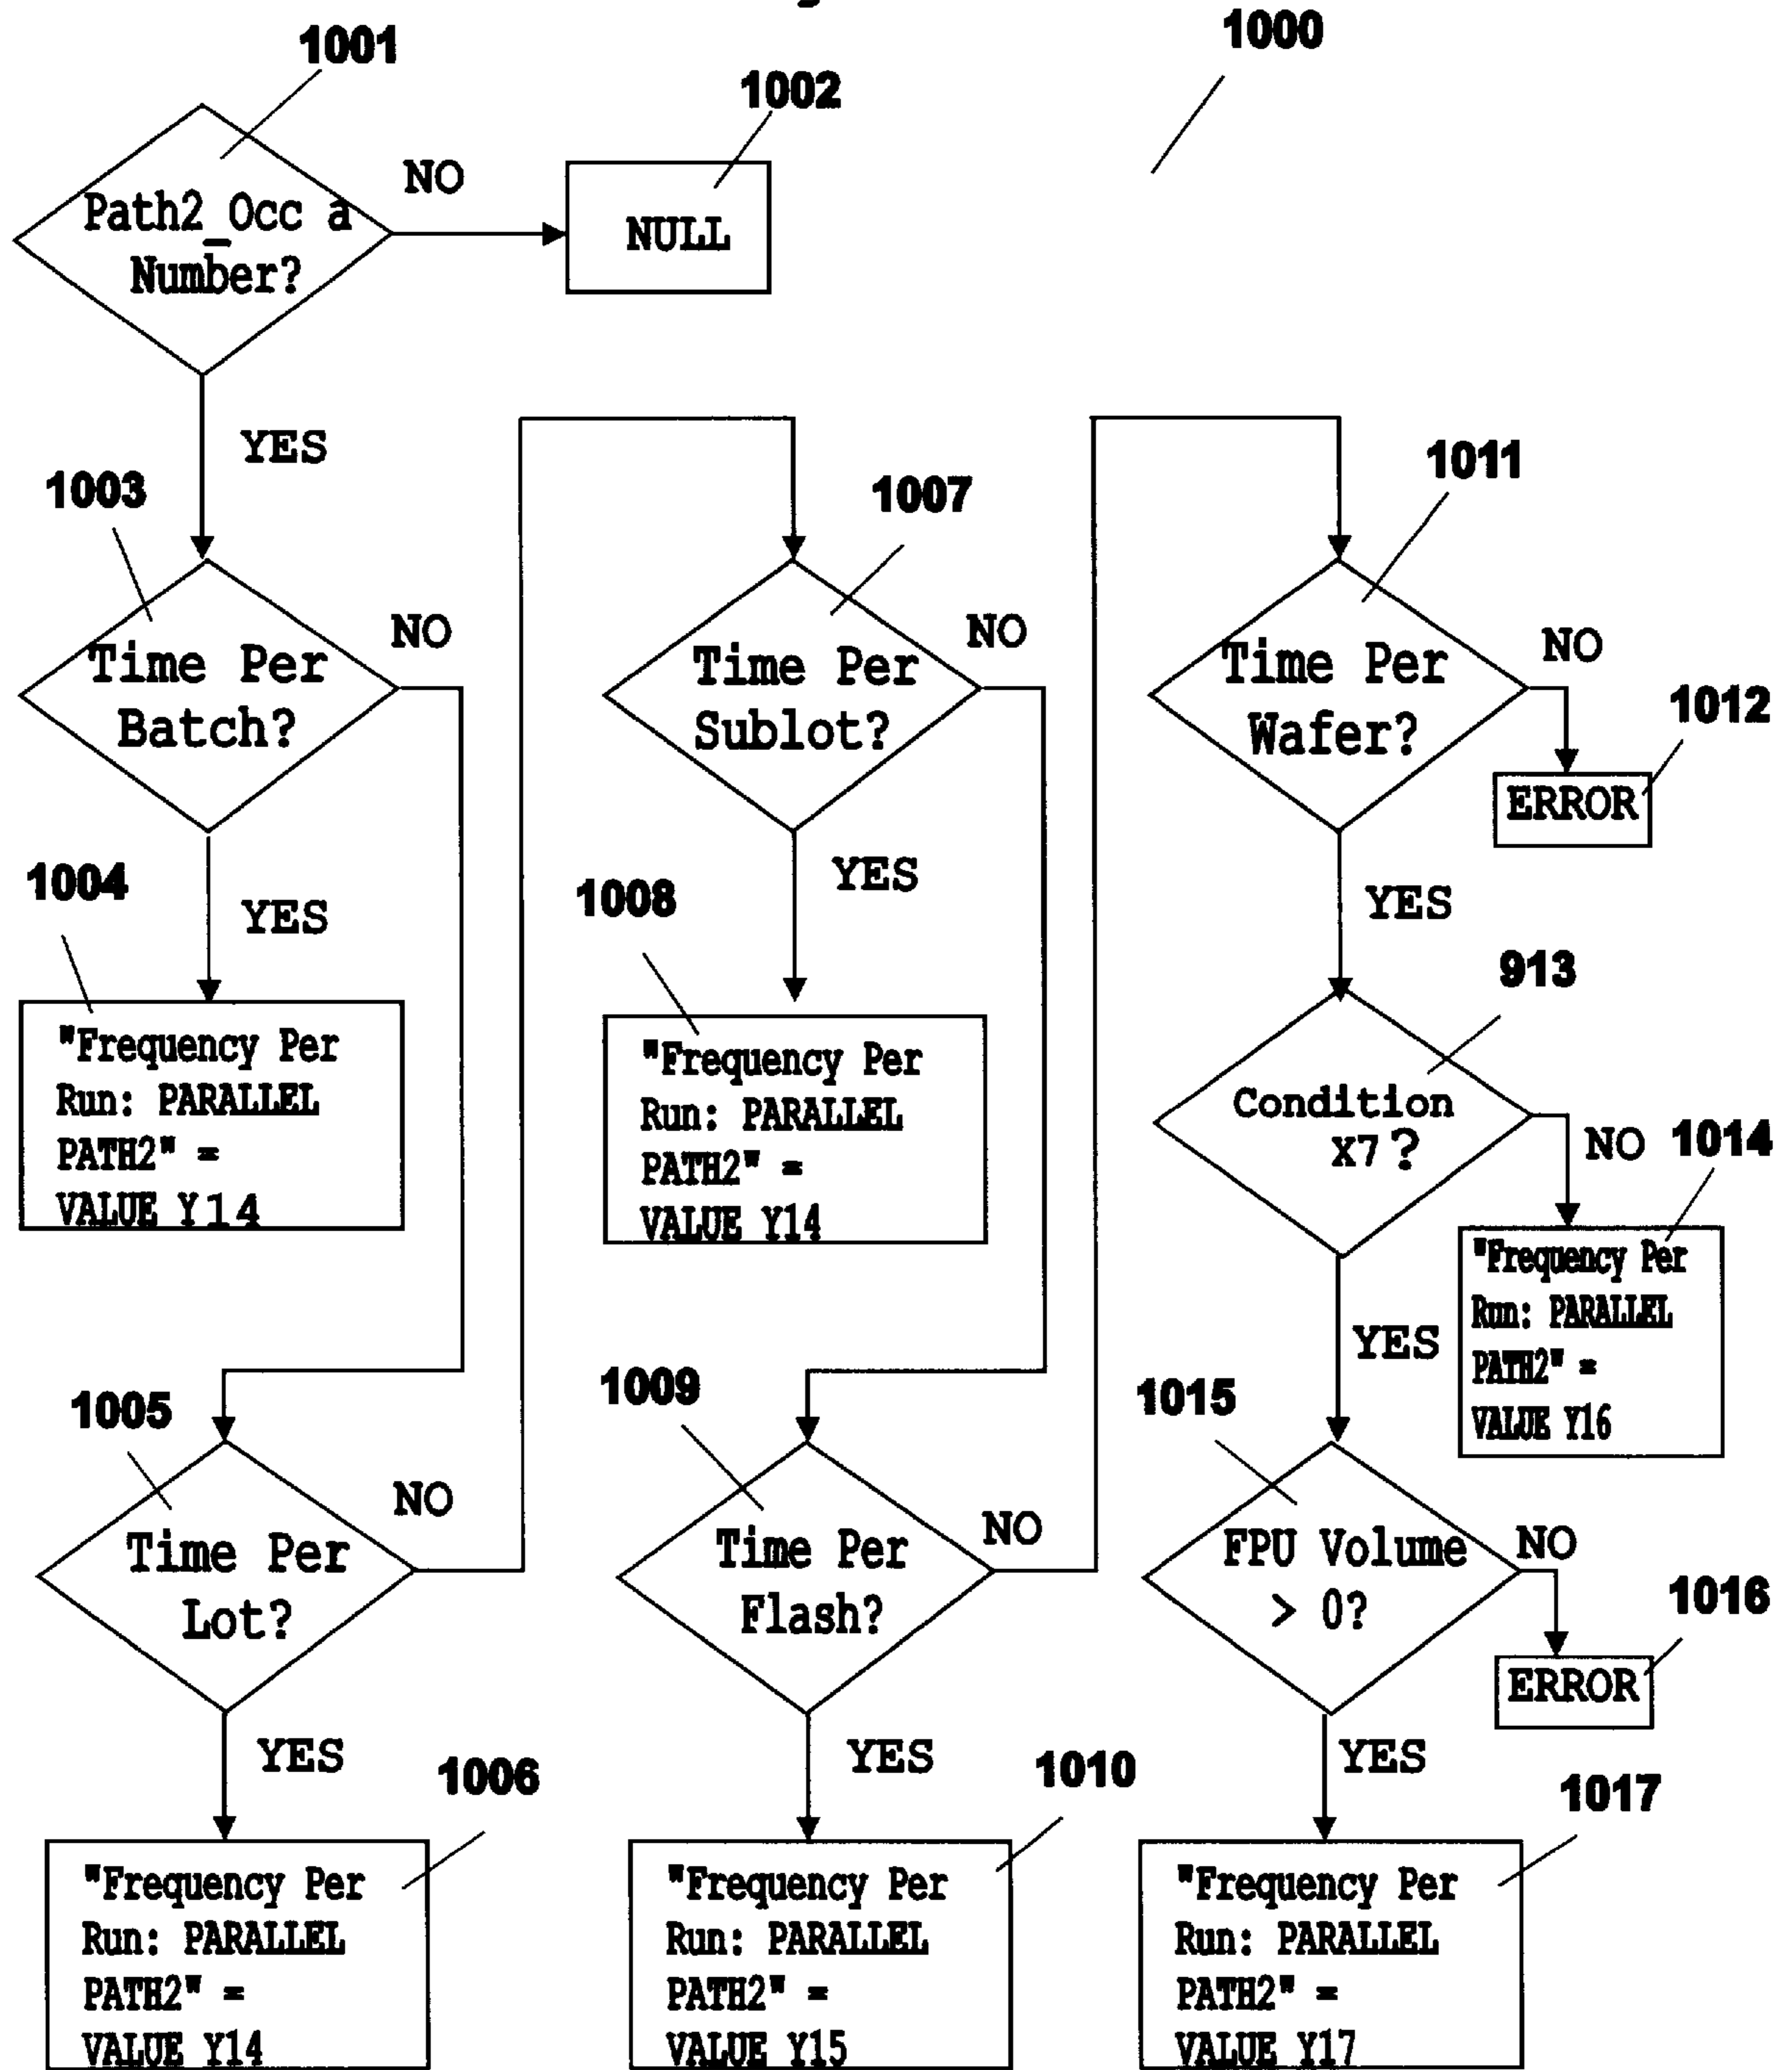 1000
1001
1002
Path2_Occ a
Number?
NO
NULL
YES
1003
Time Per
Batch?
NO
YES
1004
"Frequency Per
Run: PARALLEL
PATH2" =
VALUE Y14
1005
Time Per
Lot?
NO
YES
1006
"Frequency Per
Run: PARALLEL
PATH2" =
VALUE Y14
1007
Time Per
Sublot?
NO
YES
1008
"Frequency Per
Run: PARALLEL
PATH2" =
VALUE Y14
1009
Time Per
Flash?
NO
YES
1010
"Frequency Per
Run: PARALLEL
PATH2" =
VALUE Y15
1011
Time Per
Wafer?
NO
1012
ERROR
YES
913
Condition
X7?
NO
1014
"Frequency Per
Run: PARALLEL
PATH2" =
VALUE Y16
YES
1015
FPU Volume
> 0?
NO
1016
ERROR
YES
1017
"Frequency Per
Run: PARALLEL
PATH2" =
VALUE Y17